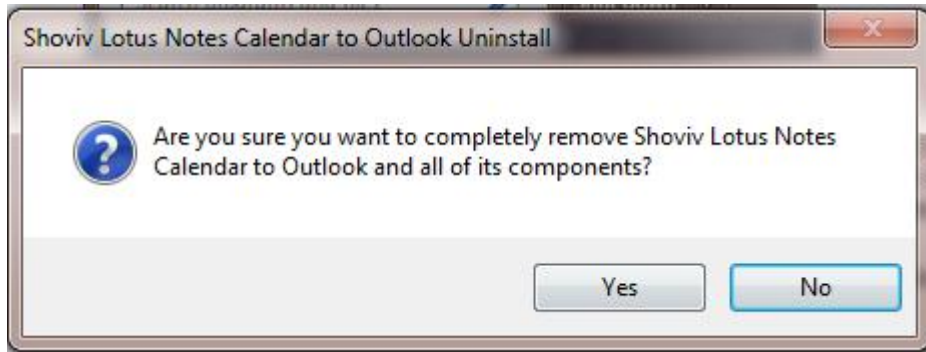 Shoviv Lotus Notes Calendar to Outlook Uninstall
Are you sure you want to completely remove Shoviv Lotus Notes
Calendar to Outlook and all of its components?
Yes No